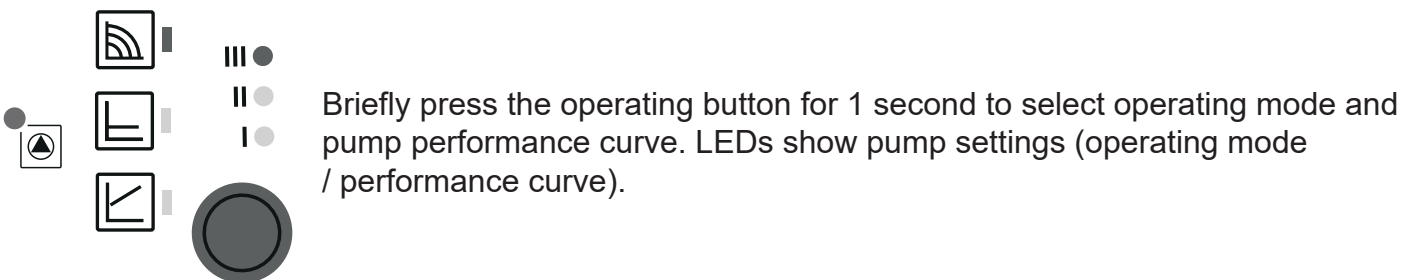 III
II
I
Briefly press the operating button for 1 second to select operating mode and
pump performance curve. LEDs show pump settings (operating mode
/ performance curve).